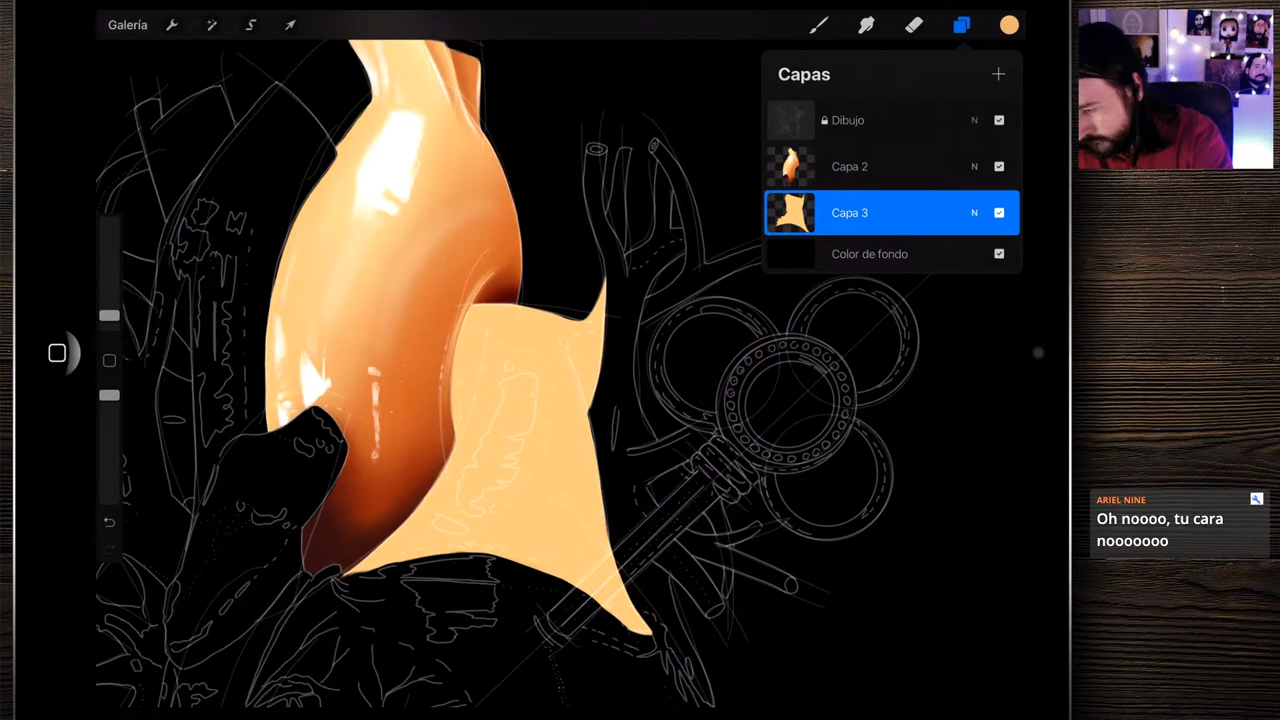 Galería
Capas
Dibujo N
Capa 2 N
Capa 3 N
Color de fondo
ARIEL NINE
Oh noooo, tu cara
nooooooo